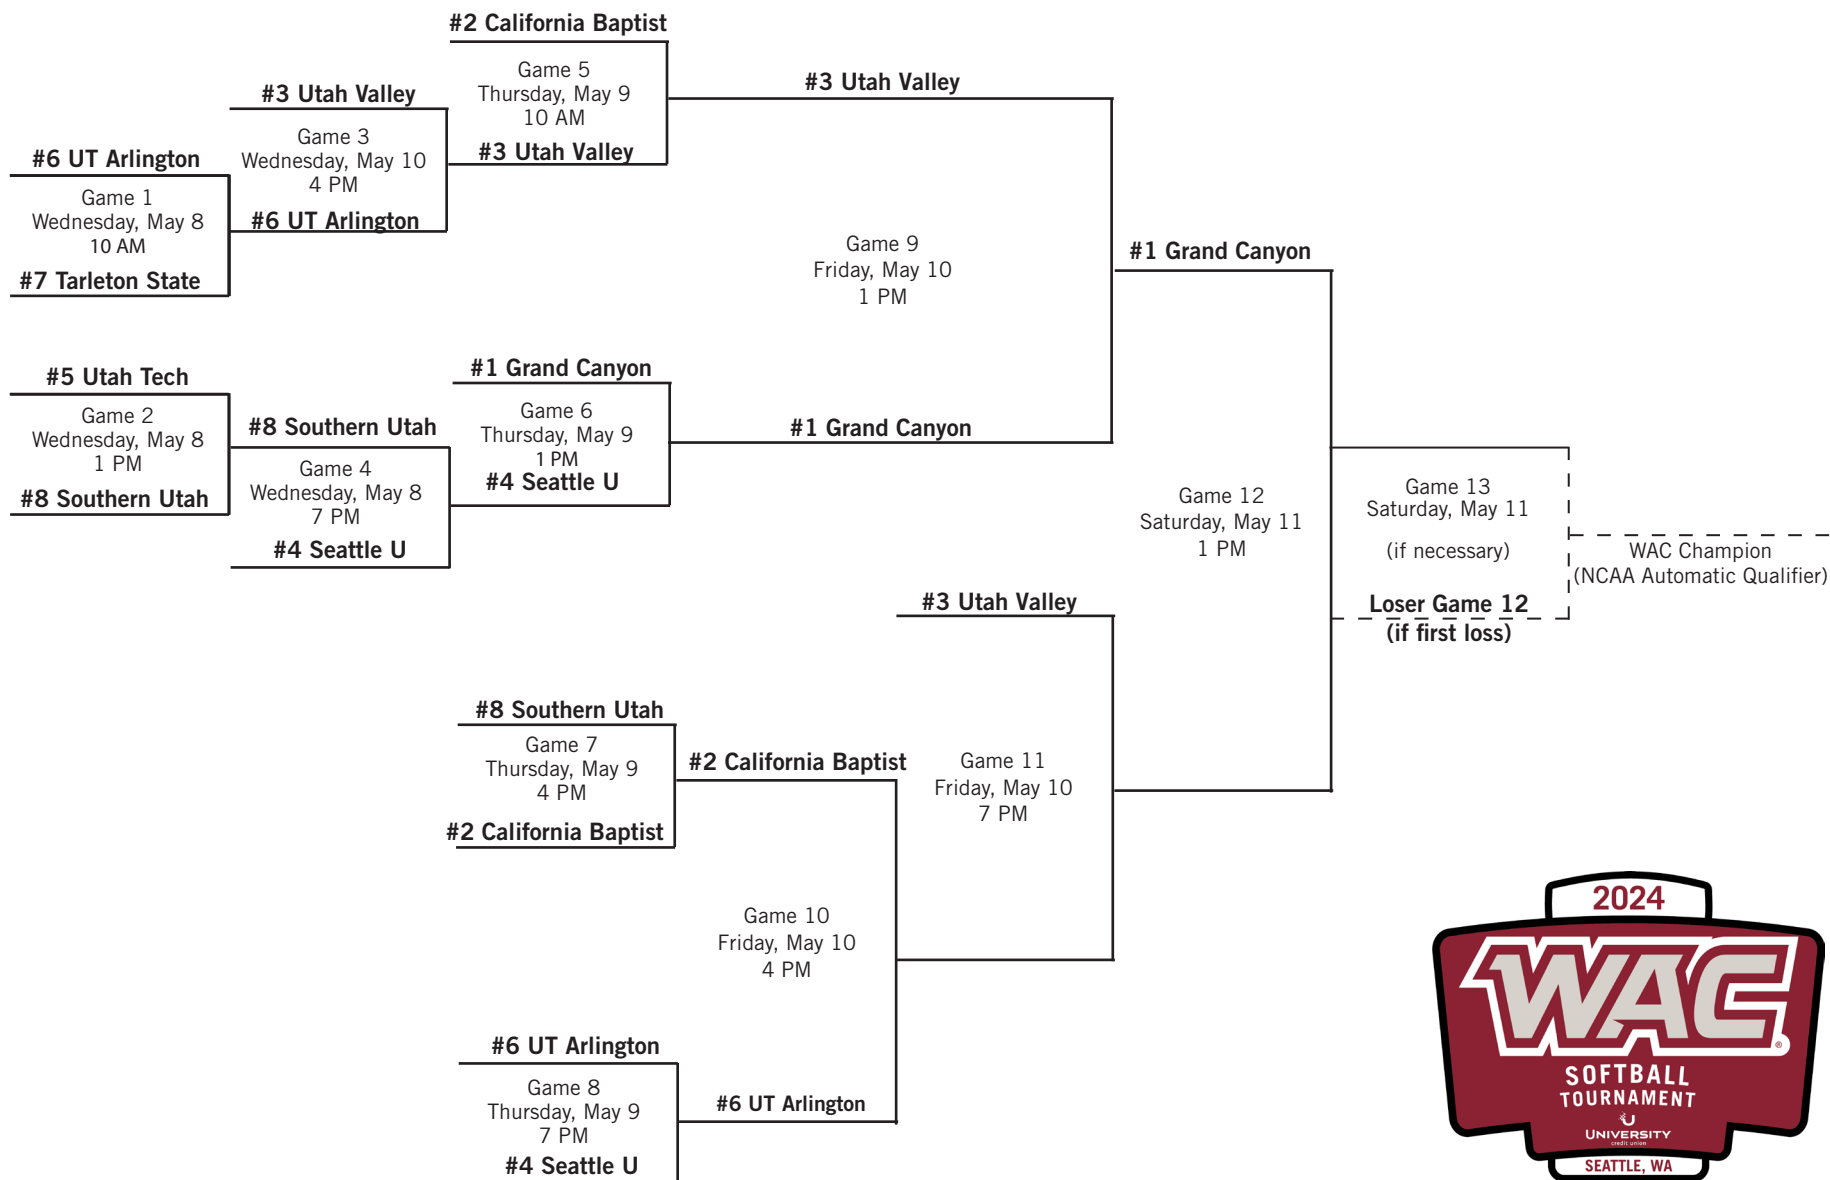 #2 California Baptist
Game 5
Thursday, May 9
10 AM
#3 Utah Valley
#3 Utah Valley
#3 Utah Valley
Game 3
Wednesday, May 10
4 PM
#6 UT Arlington
#6 UT Arlington
Game 1
Wednesday, May 8
10 AM
#7 Tarleton State
Game 9
Friday, May 10
1 PM
#1 Grand Canyon
#5 Utah Tech
Game 2
Wednesday, May 8
1 PM
#8 Southern Utah
#8 Southern Utah
Game 4
Wednesday, May 8
7 PM
#4 Seattle U
#1 Grand Canyon
Game 6
Thursday, May 9
1 PM
#4 Seattle U
#1 Grand Canyon
Game 12
Saturday, May 11
1 PM
Game 13
Saturday, May 11
(if necessary)
Loser Game 12
(if first loss)
WAC Champion
(NCAA Automatic Qualifier)
#3 Utah Valley
Game 11
Friday, May 10
7 PM
#8 Southern Utah
Game 7
Thursday, May 9
4 PM
#2 California Baptist
#2 California Baptist
Game 10
Friday, May 10
4 PM
#6 UT Arlington
#6 UT Arlington
Game 8
Thursday, May 9
7 PM
#4 Seattle U
2024
WAC®
SOFTBALL
TOURNAMENT
U
UNIVERSITY
credit union
SEATTLE, WA